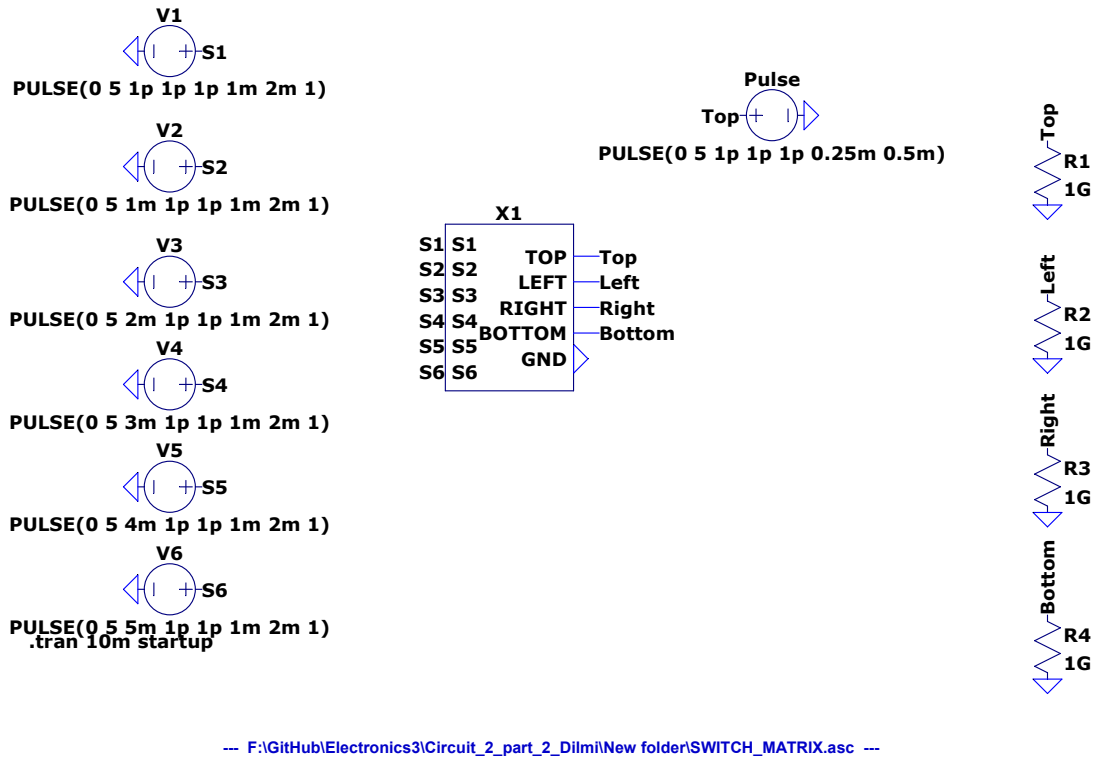 V1
S1
PULSE(0 5 1p 1p 1p 1m 2m 1)
V2
S2
PULSE(0 5 1m 1p 1p 1m 2m 1)
V3
S3
PULSE(0 5 2m 1p 1p 1m 2m 1)
V4
S4
PULSE(0 5 3m 1p 1p 1m 2m 1)
V5
S5
PULSE(0 5 4m 1p 1p 1m 2m 1)
V6
S6
PULSE(0 5 5m 1p 1p 1m 2m 1)
.tran 10m startup
X1
S1 S1
S2 S2
S3 S3
S4 S4
S5 S5
S6 S6
TOP Top
LEFT Left
RIGHT Right
BOTTOM Bottom
GND
Pulse
Top
PULSE(0 5 1p 1p 1p 0.25m 0.5m)
Top
R1
1G
Left
R2
1G
Right
R3
1G
Bottom
R4
1G
--- F:\GitHub\Electronics3\Circuit_2_part_2_Dilmi\New folder\SWITCH_MATRIX.asc ---